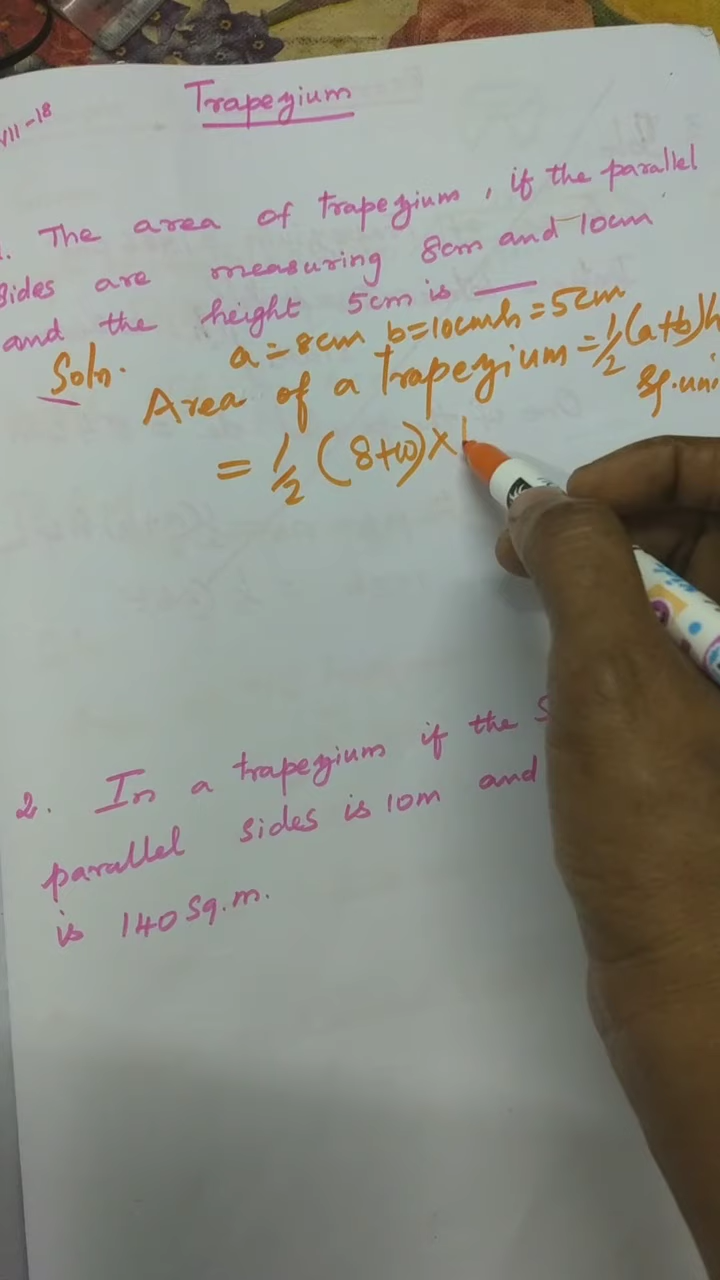 Trapezium
VII-18
1. The area of trapezium, if the parallel
sides are measuring 8cm and 10cm
and the height 5cm is ___
Soln. a=8cm b=10cm h=5cm
Area of a trapezium = 1/2 (a+b)h
sq.uni
= 1/2 (8+10)×
2. In a trapezium if the S
parallel sides is 10m and
is 140 Sq.m.